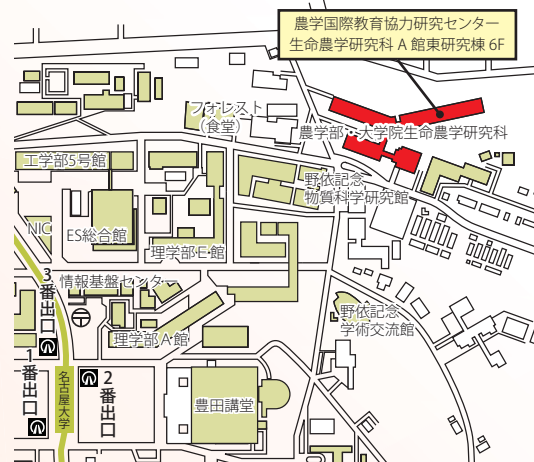 農学国際教育協力研究センター
生命農学研究科 A 館東研究棟 6F
フォレスト
（食堂）
農学部・大学院生命農学研究科
工学部5号館
野依記念
物質科学研究館
NIC
ES総合館
理学部E館
情報基盤センター
3番出口
理学部A館
野依記念
学術交流館
1番出口
名古屋大学
2番出口
豊田講堂